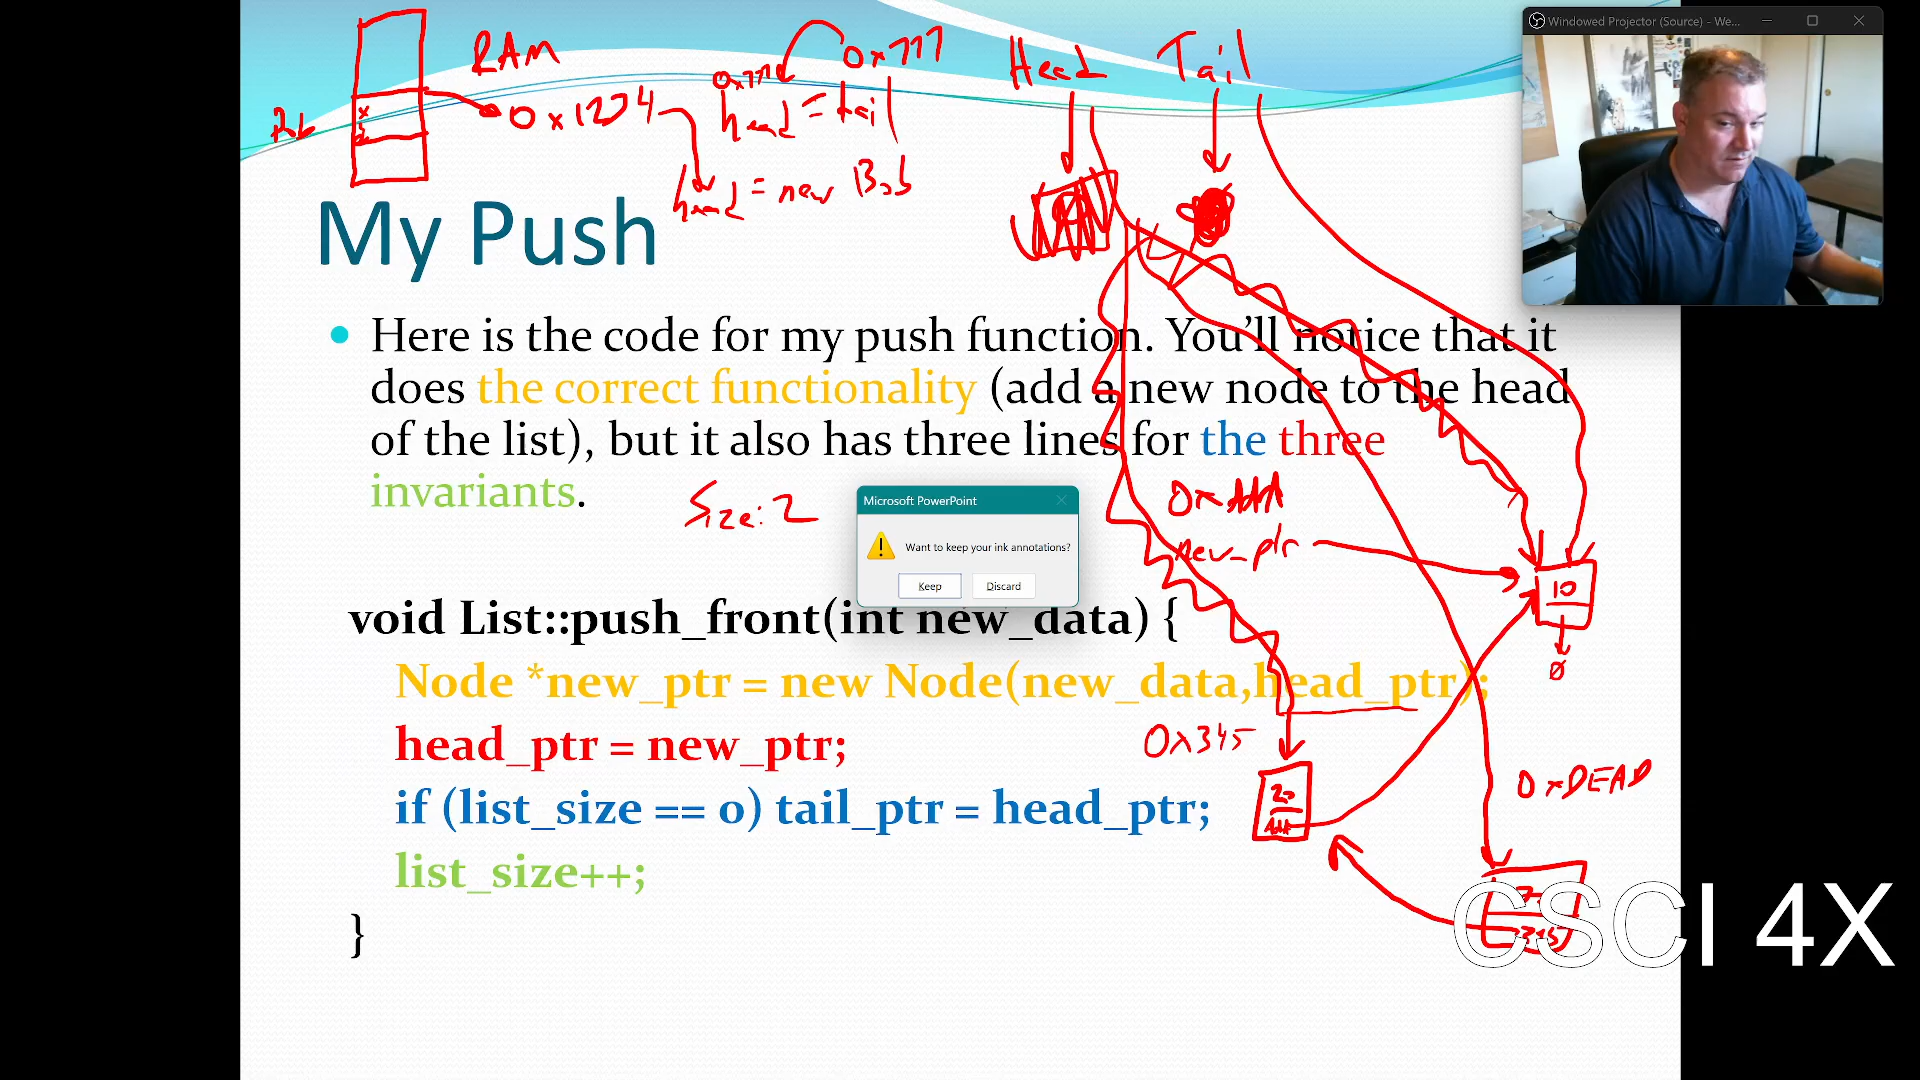 Windowed Projector (Source) - We...
RAM
0x777
Head
Tail
0x1234
head = tail
head = new Bob
My Push
Here is the code for my push function. You'll notice that it
does the correct functionality (add a new node to the head
of the list), but it also has three lines for the three
invariants.
Size: 2
0xAAA
new_ptr
Microsoft PowerPoint
Want to keep your ink annotations?
Keep
Discard
10
0
void List::push_front(int new_data) {
Node *new_ptr = new Node(new_data,head_ptr);
head_ptr = new_ptr;
0x345
0xDEAD
20
AAA
if (list_size == 0) tail_ptr = head_ptr;
list_size++;
}
CSCI 4X